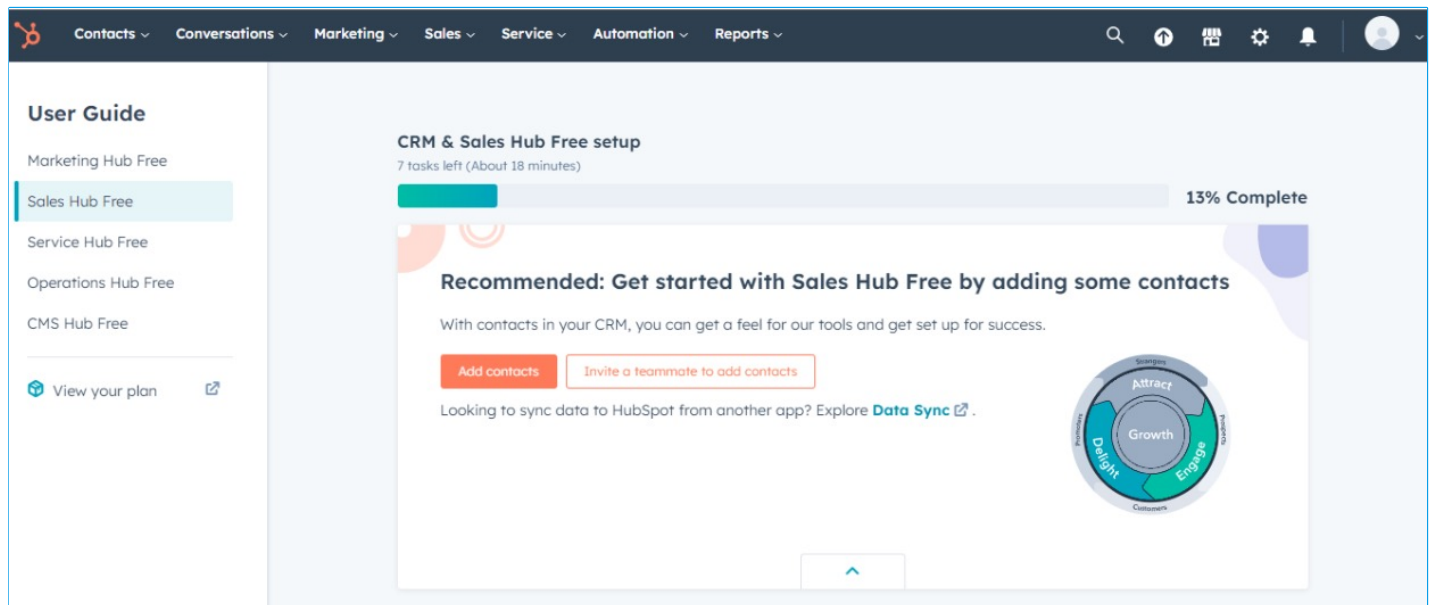 Contacts Conversations Marketing Sales Service Automation Reports
User Guide
Marketing Hub Free
Sales Hub Free
Service Hub Free
Operations Hub Free
CMS Hub Free
View your plan
CRM & Sales Hub Free setup
7 tasks left (About 18 minutes)
13% Complete
Recommended: Get started with Sales Hub Free by adding some contacts
With contacts in your CRM, you can get a feel for our tools and get set up for success.
Add contacts Invite a teammate to add contacts
Looking to sync data to HubSpot from another app? Explore Data Sync .
Strangers
Attract
Promoters
Growth
Prospects
Delight
Engage
Customers